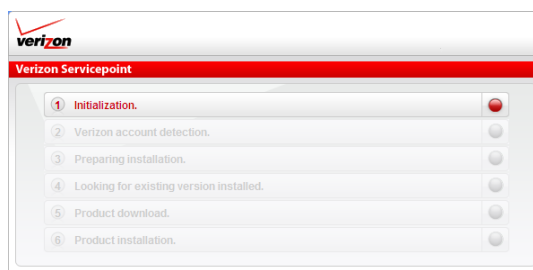 verizon
Verizon Servicepoint
1 Initialization.
2 Verizon account detection.
3 Preparing installation.
4 Looking for existing version installed.
5 Product download.
6 Product installation.